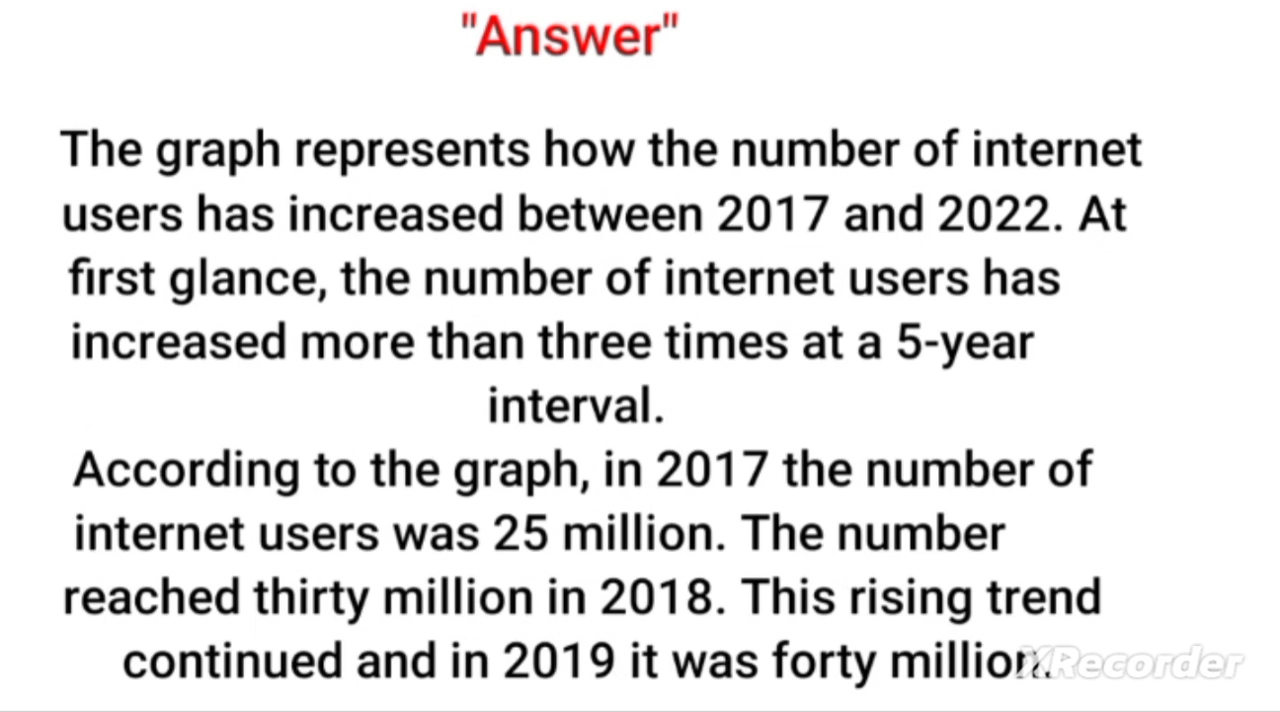 "Answer"
The graph represents how the number of internet
users has increased between 2017 and 2022. At
first glance, the number of internet users has
increased more than three times at a 5-year
interval.
According to the graph, in 2017 the number of
internet users was 25 million. The number
reached thirty million in 2018. This rising trend
continued and in 2019 it was forty million.
XRecorder